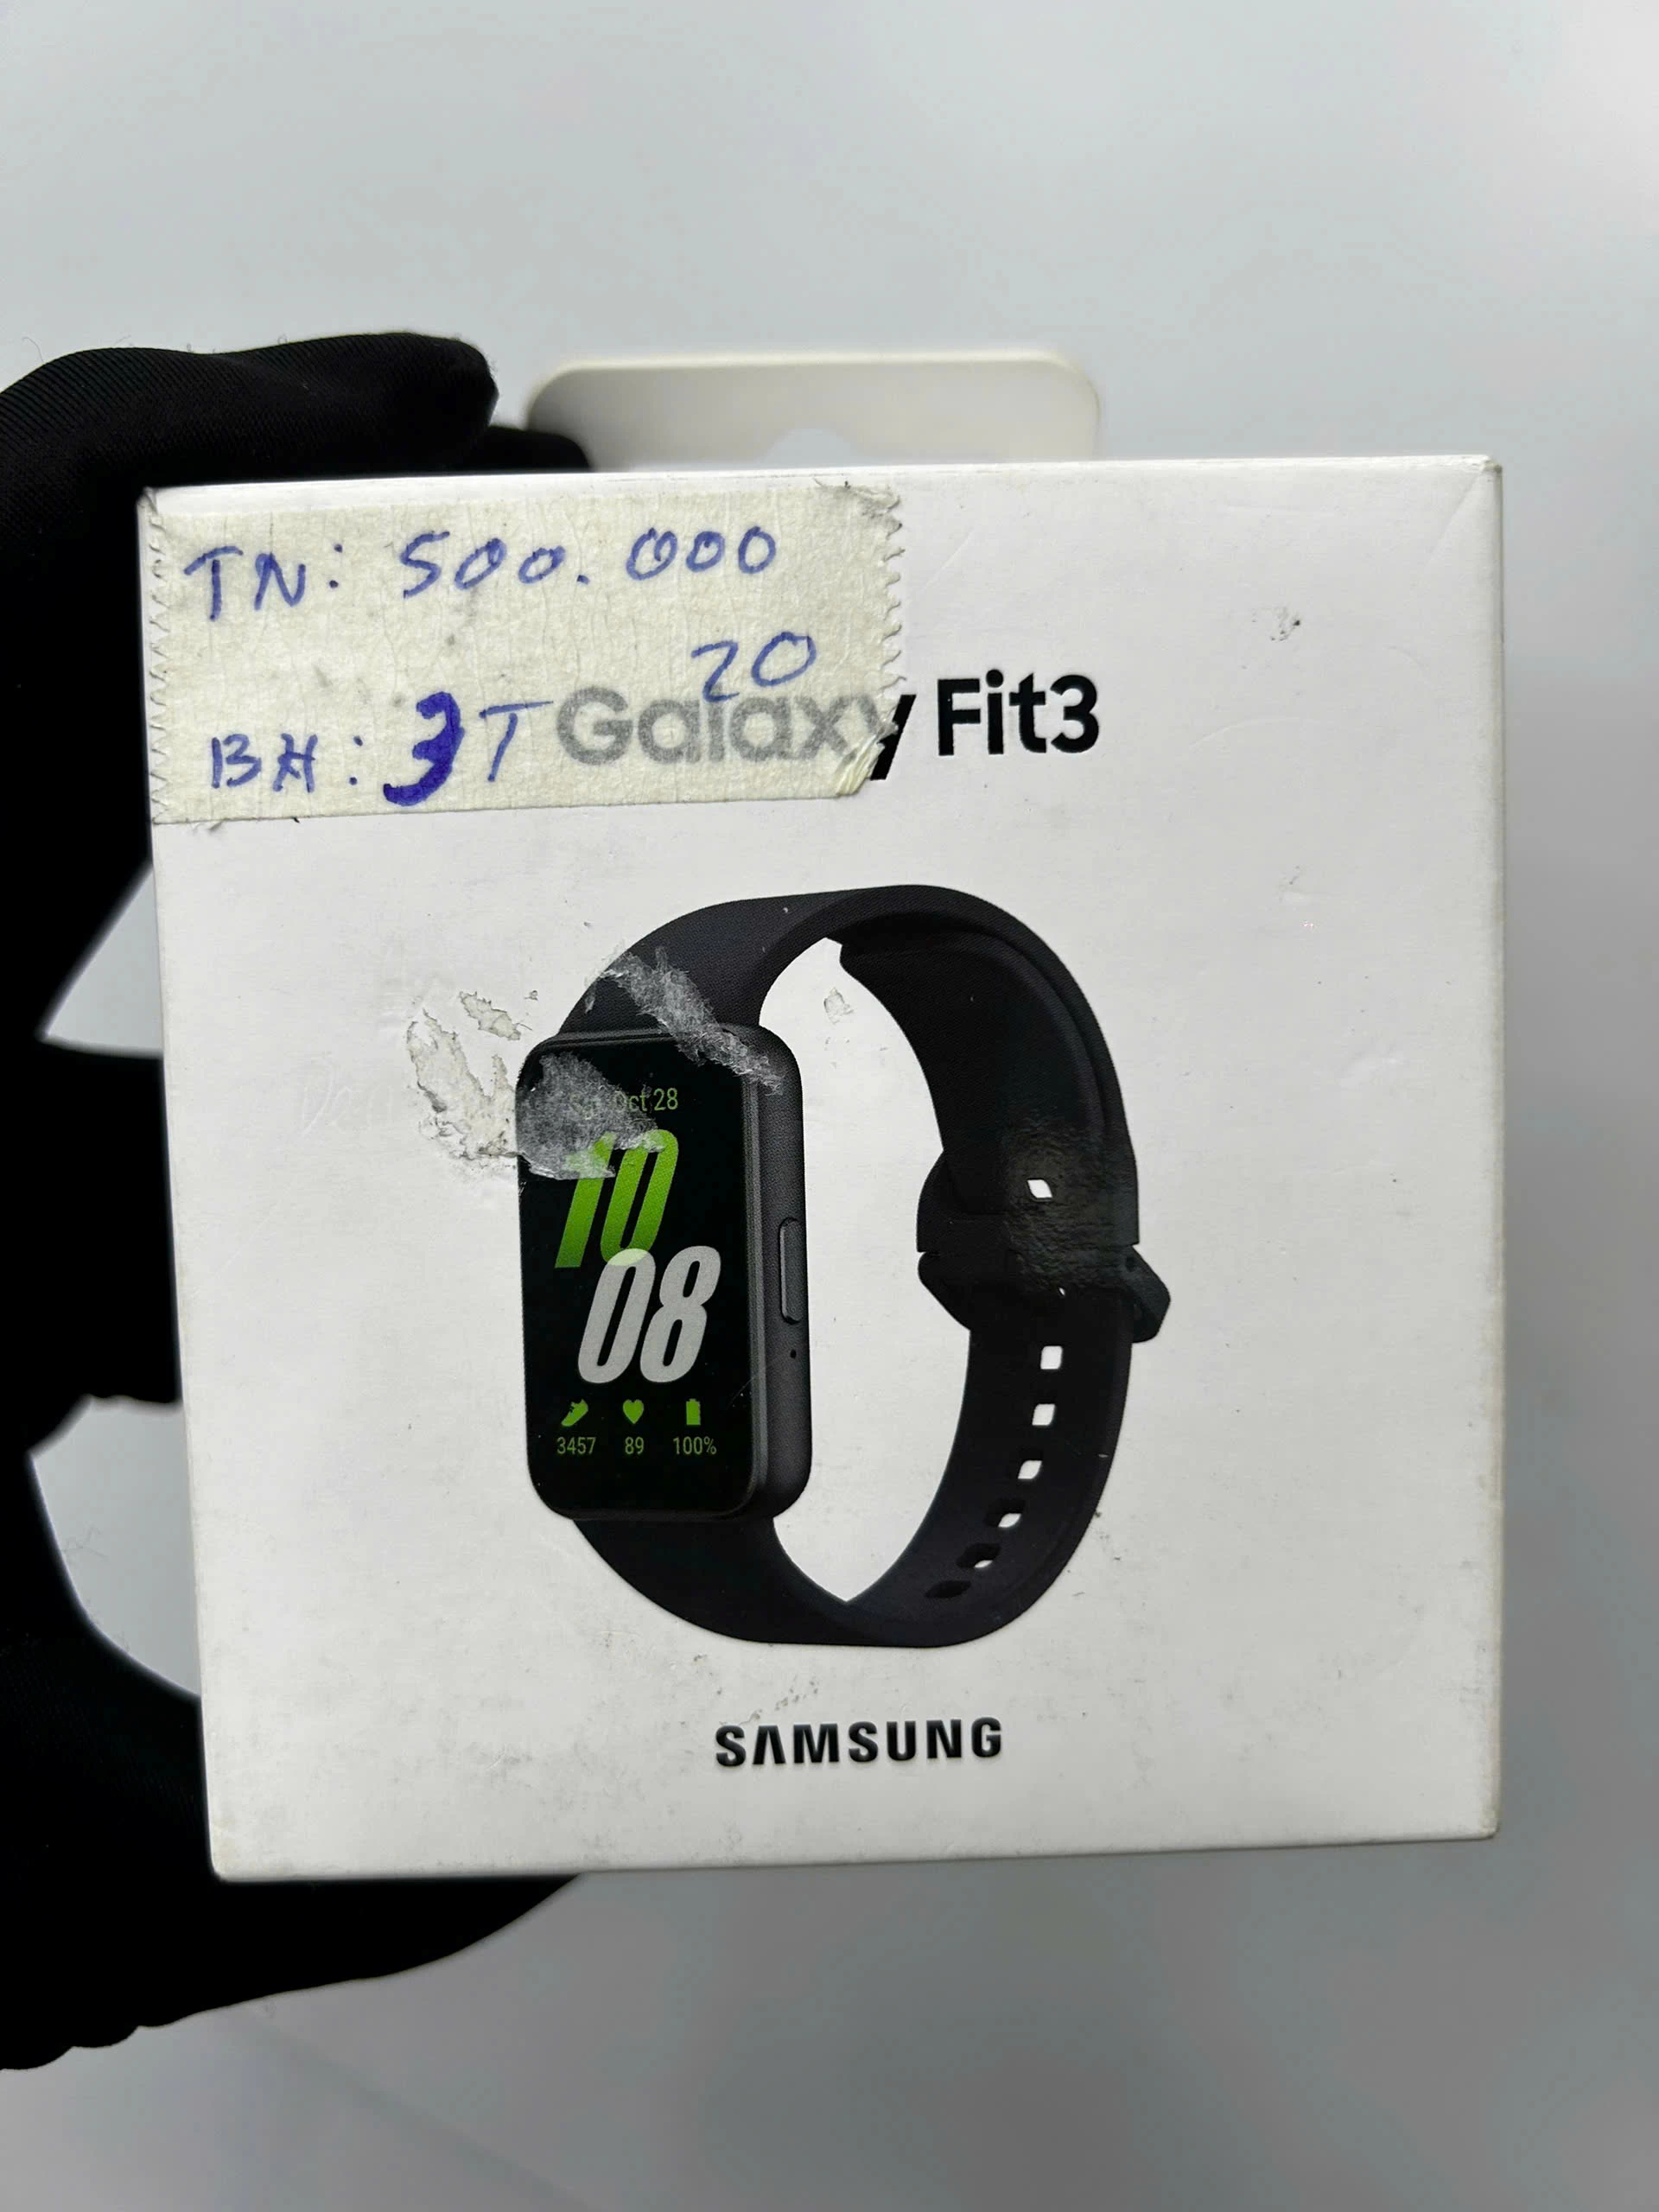 TN: 500.000
20
BH: 3T
Galaxy Fit3
Oct 28
10
08
3457 89 100%
SAMSUNG